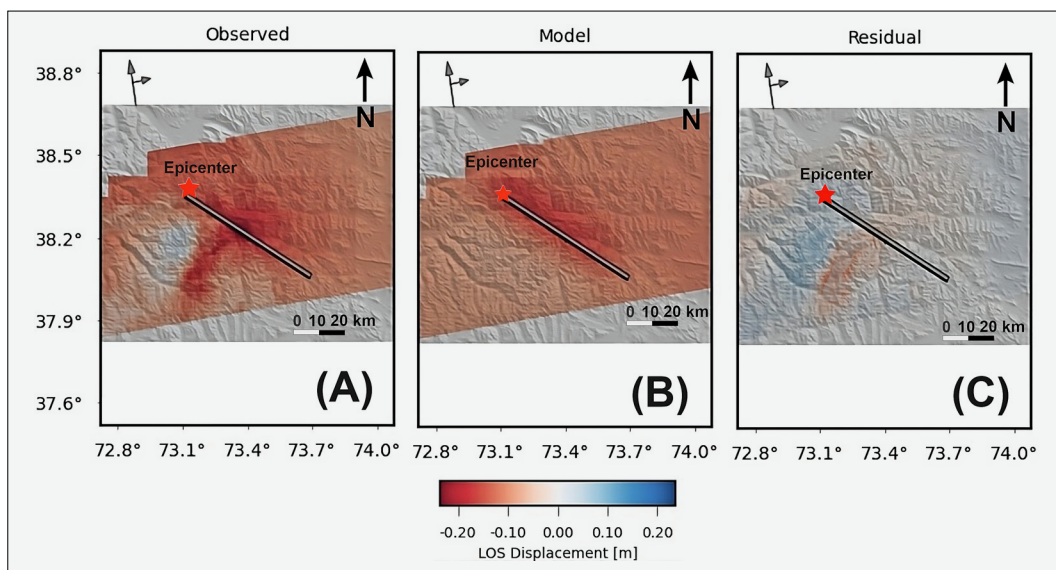 Observed
Model
Residual
38.8°
38.5°
38.2°
37.9°
37.6°
N
Epicenter
0 10 20 km
(A)
72.8° 73.1° 73.4° 73.7° 74.0°
N
Epicenter
0 10 20 km
(B)
72.8° 73.1° 73.4° 73.7° 74.0°
N
Epicenter
0 10 20 km
(C)
72.8° 73.1° 73.4° 73.7° 74.0°
-0.20 -0.10 0.00 0.10 0.20
LOS Displacement [m]